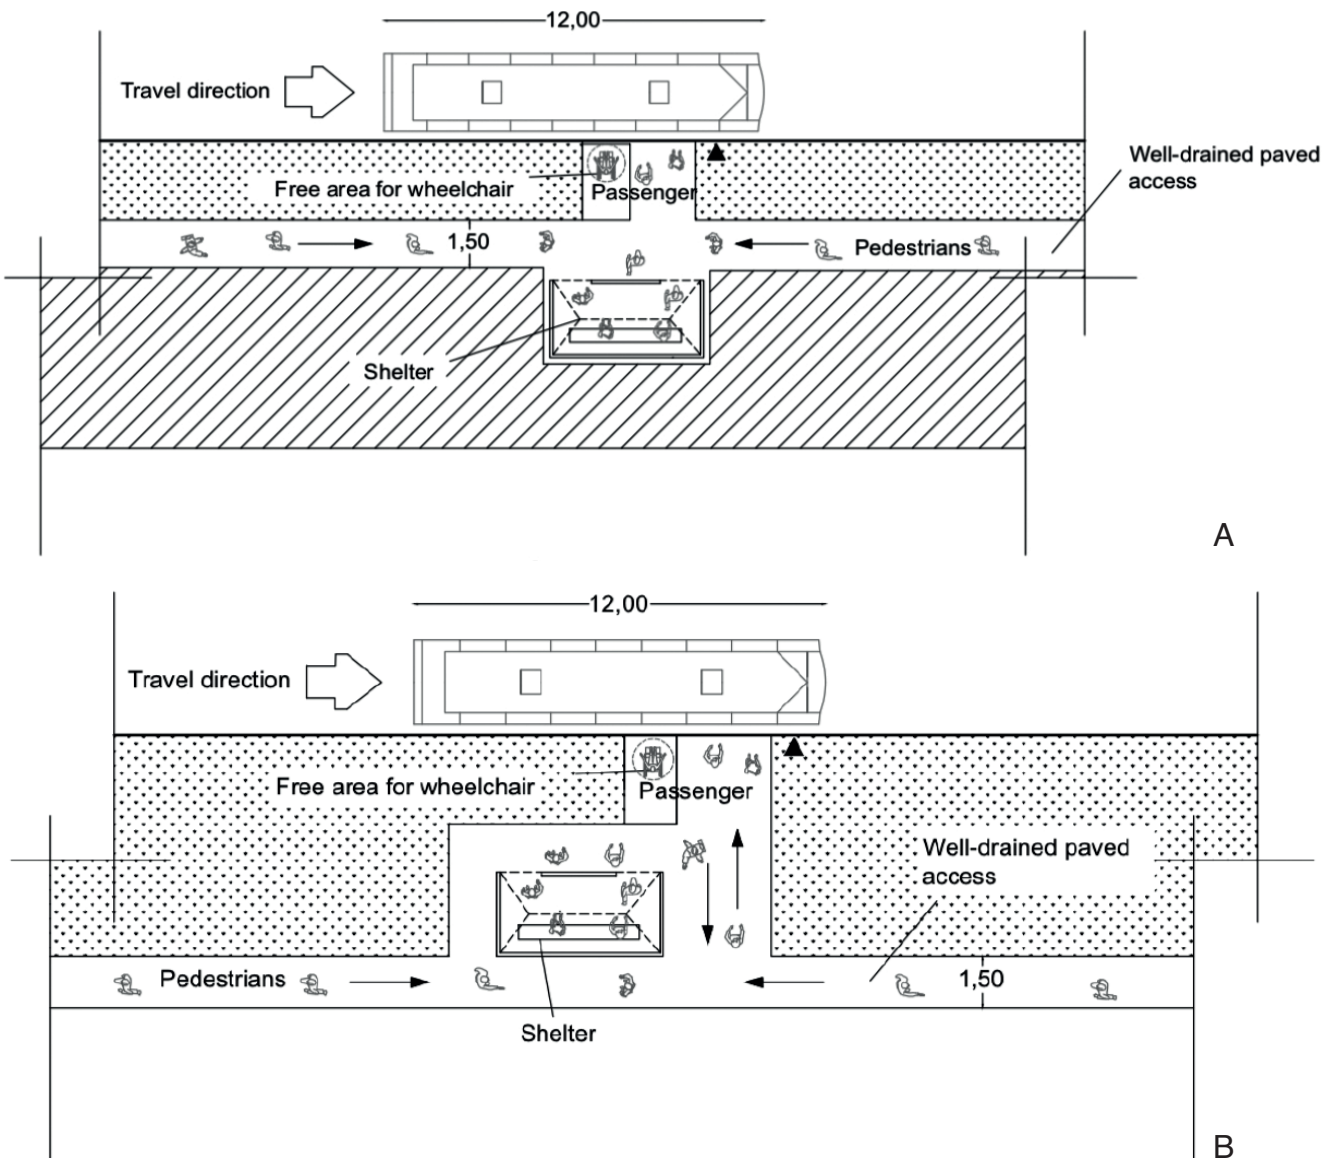 12,00
Travel direction
Well-drained paved
access
Free area for wheelchair
Passenger
1,50
Pedestrians
Shelter
A
12,00
Travel direction
Free area for wheelchair
Passenger
Well-drained paved
access
Pedestrians
1,50
Shelter
B